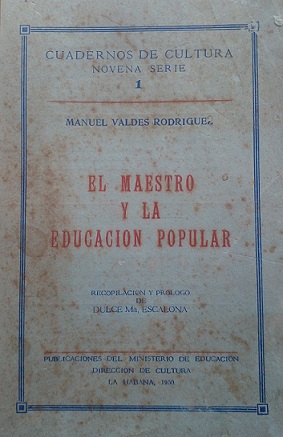 CUADERNOS DE CULTURA
NOVENA SERIE
1
MANUEL VALDES
EL MAESTRO
Y LA
EDUCACION POPULAR
RECOPILACION Y PROLOGO
DE
DULCE Ma. ESCALONA
PUBLICACIONES DEL MINISTERIO DE EDUCACION
DIRECCION DE CULTURA
LA HABANA,